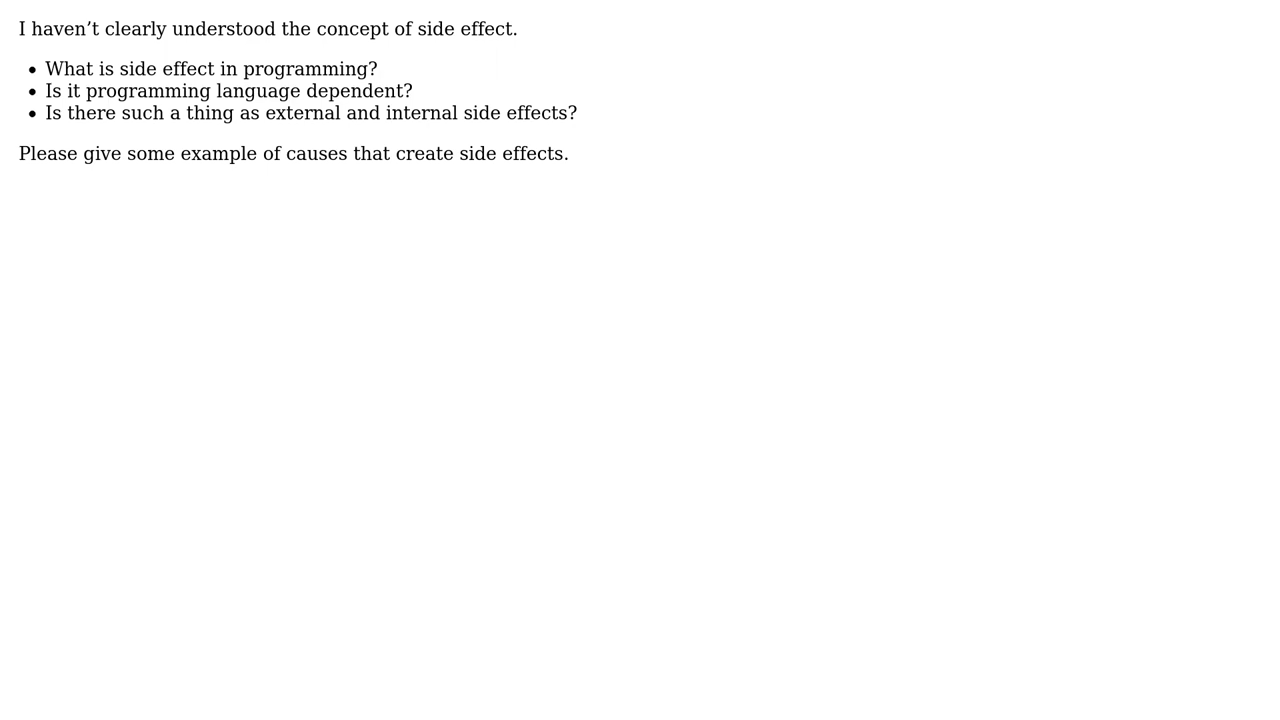 I haven’t clearly understood the concept of side effect.
• What is side effect in programming?
• Is it programming language dependent?
• Is there such a thing as external and internal side effects?
Please give some example of causes that create side effects.